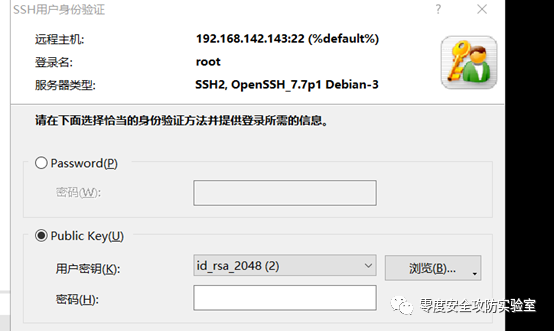 SSH用户身份验证
远程主机: 192.168.142.143:22 (%default%)
登录名: root
服务器类型: SSH2, OpenSSH_7.7p1 Debian-3
请在下面选择恰当的身份验证方法并提供登录所需的信息。
Password(P)
密码(W):
Public Key(U)
用户密钥(K): id_rsa_2048 (2) 浏览(B)...
密码(H):
零度安全攻防实验室